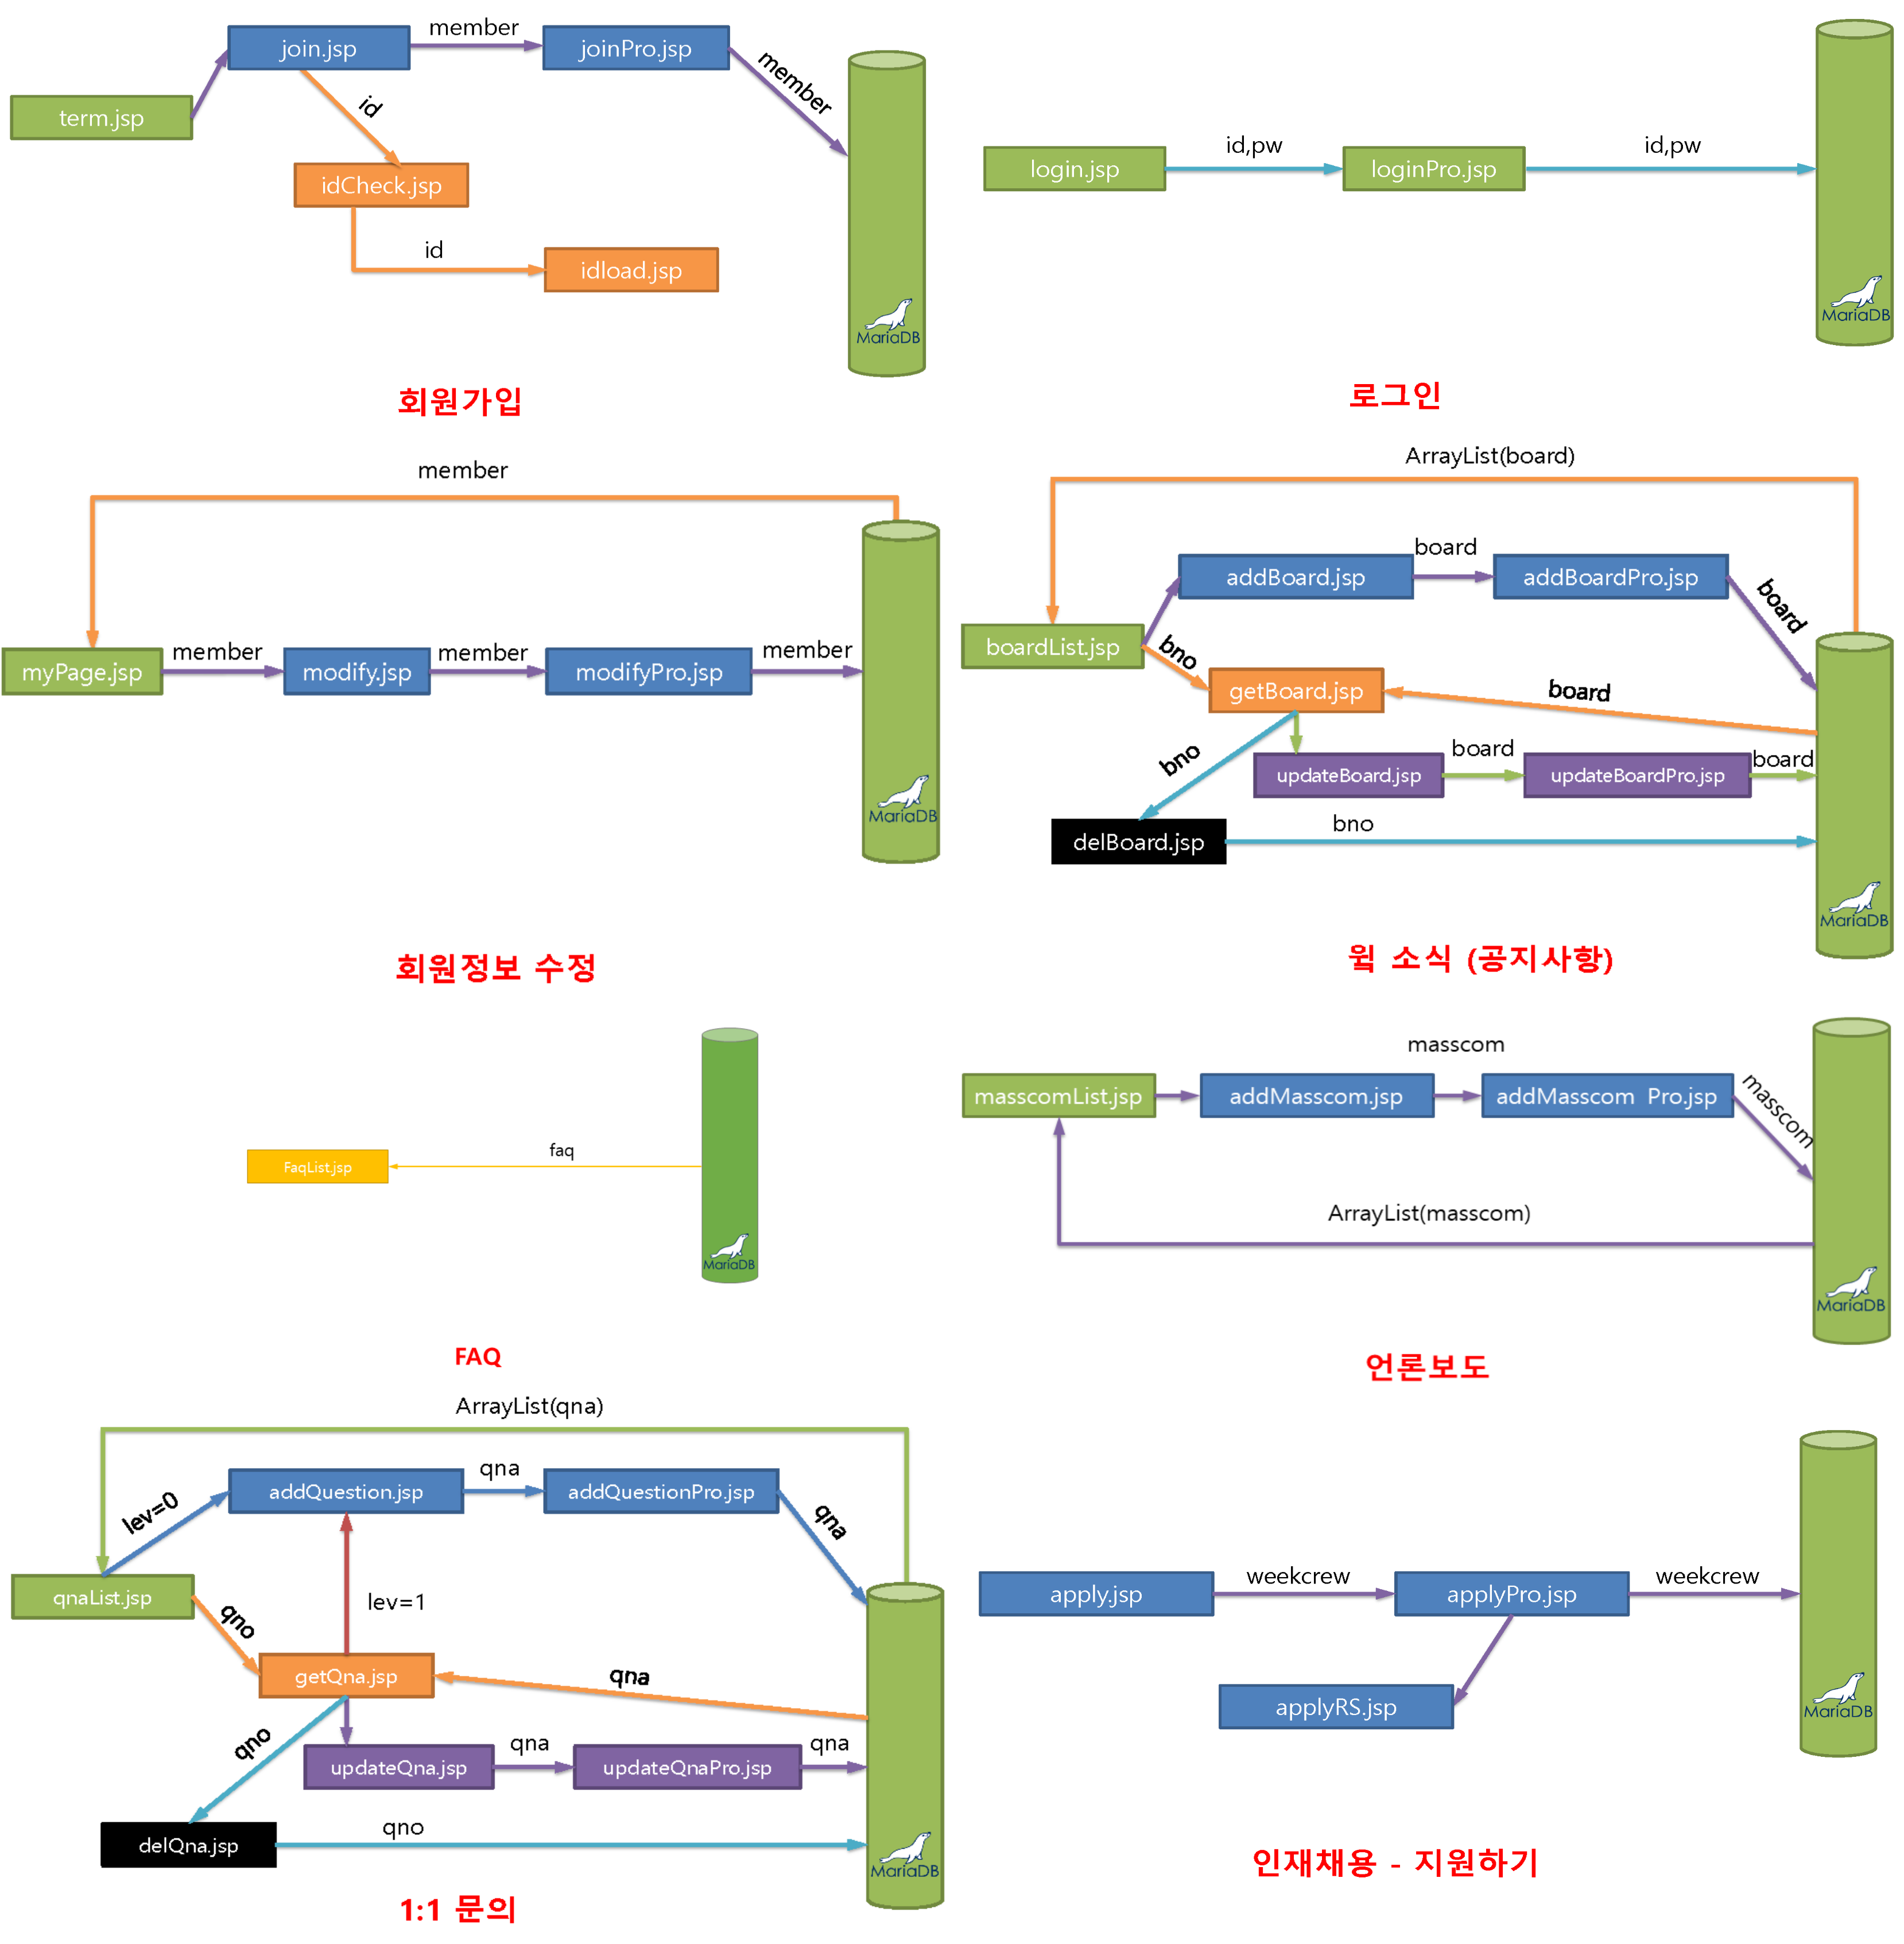 join.jsp
member
joinPro.jsp
member
term.jsp
id
idCheck.jsp
id
idload.jsp
MariaDB
회원가입
login.jsp
id,pw
loginPro.jsp
id,pw
MariaDB
로그인
member
myPage.jsp
member
modify.jsp
member
modifyPro.jsp
member
MariaDB
회원정보 수정
ArrayList(board)
addBoard.jsp
board
addBoardPro.jsp
board
boardList.jsp
bno
getBoard.jsp
board
bno
updateBoard.jsp
board
updateBoardPro.jsp
board
delBoard.jsp
bno
MariaDB
윅 소식 (공지사항)
FaqList.jsp
faq
MariaDB
FAQ
masscom
masscomList.jsp
addMasscom.jsp
addMasscom Pro.jsp
masscom
ArrayList(masscom)
MariaDB
언론보도
ArrayList(qna)
lev=0
addQuestion.jsp
qna
addQuestionPro.jsp
qna
qnaList.jsp
lev=1
qno
getQna.jsp
qna
qno
updateQna.jsp
qna
updateQnaPro.jsp
qna
delQna.jsp
qno
MariaDB
1:1 문의
apply.jsp
weekcrew
applyPro.jsp
weekcrew
applyRS.jsp
MariaDB
인재채용 - 지원하기